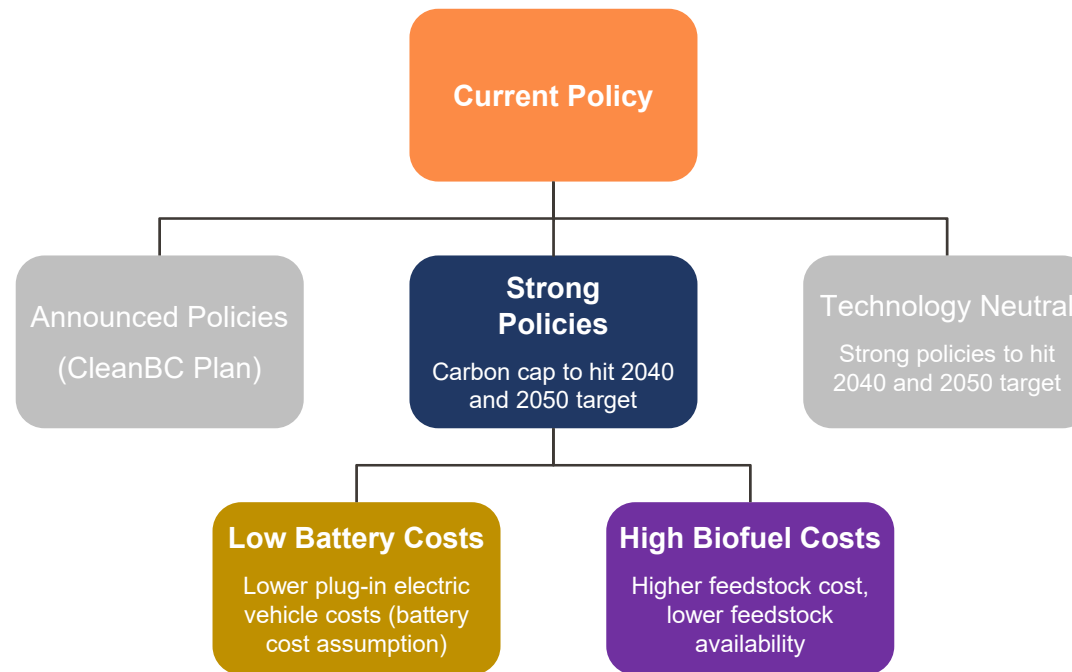 Current Policy
Announced Policies
(CleanBC Plan)
Strong
Policies
Carbon cap to hit 2040
and 2050 target
Technology Neutral
Strong policies to hit
2040 and 2050 target
Low Battery Costs
Lower plug-in electric
vehicle costs (battery
cost assumption)
High Biofuel Costs
Higher feedstock cost,
lower feedstock
availability